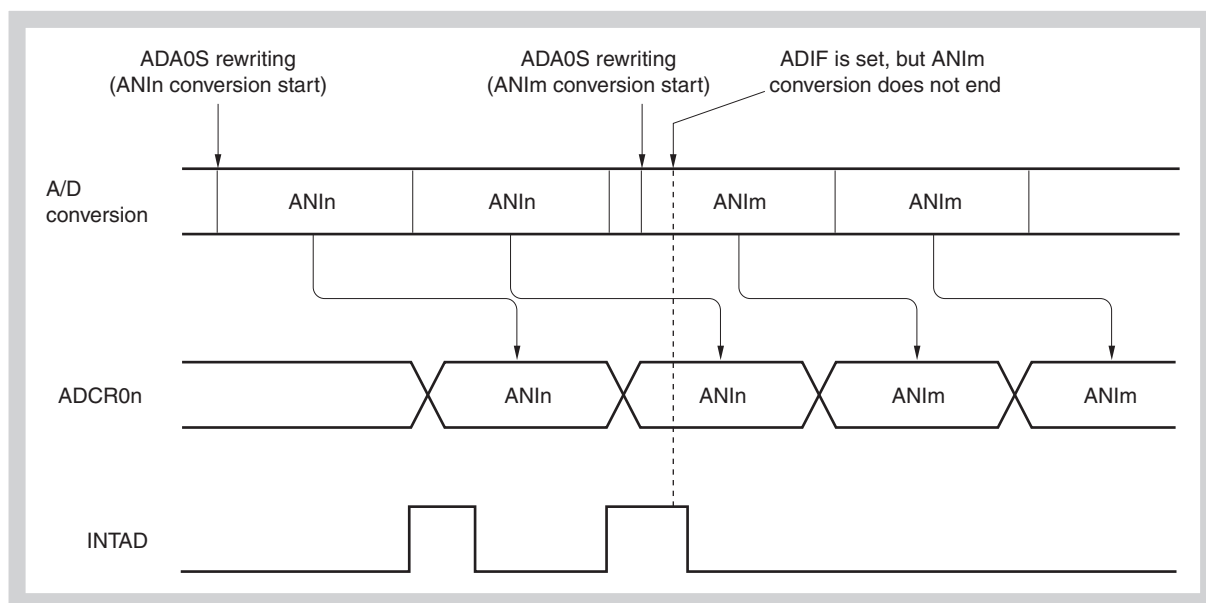 ADA0S rewriting
(ANIn conversion start)
ADA0S rewriting
(ANIm conversion start)
ADIF is set, but ANIm
conversion does not end
A/D
conversion
ANIn
ANIn
ANIm
ANIm
ADCR0n
ANIn
ANIn
ANIm
ANIm
INTAD